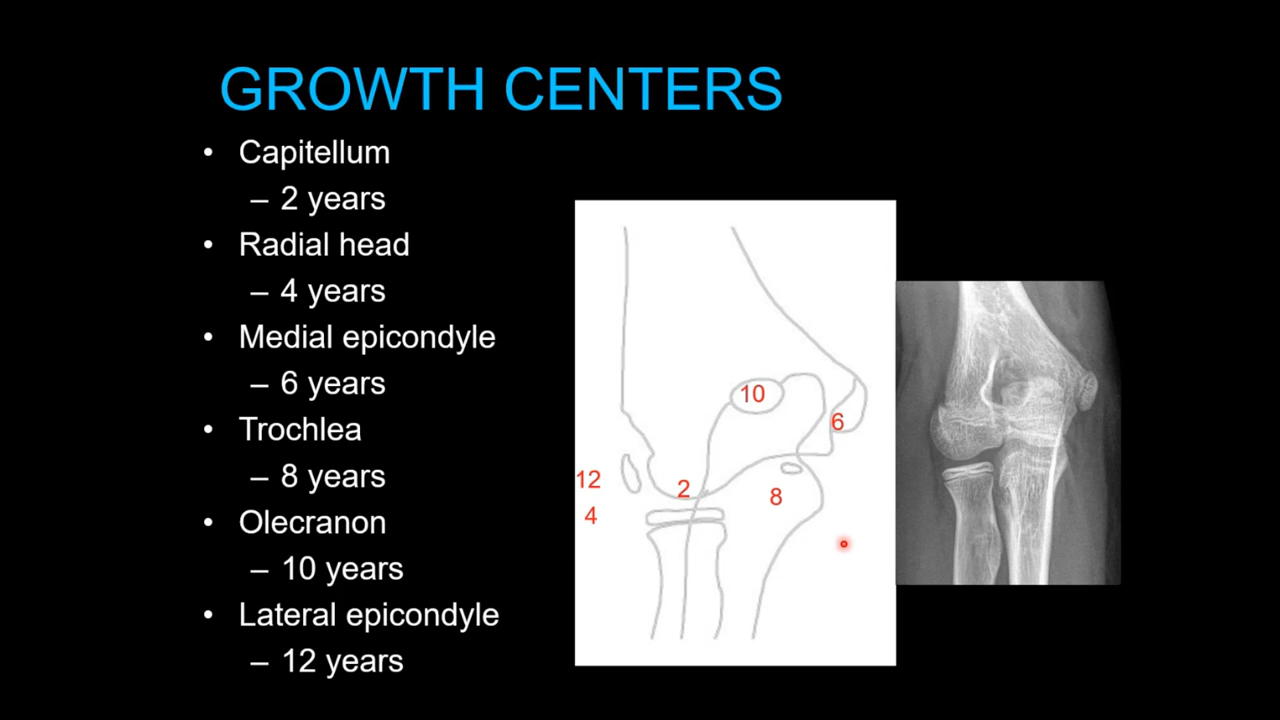 GROWTH CENTERS
• Capitellum
– 2 years
• Radial head
– 4 years
• Medial epicondyle
– 6 years
• Trochlea
– 8 years
• Olecranon
– 10 years
• Lateral epicondyle
– 12 years
10
6
12
2
8
4